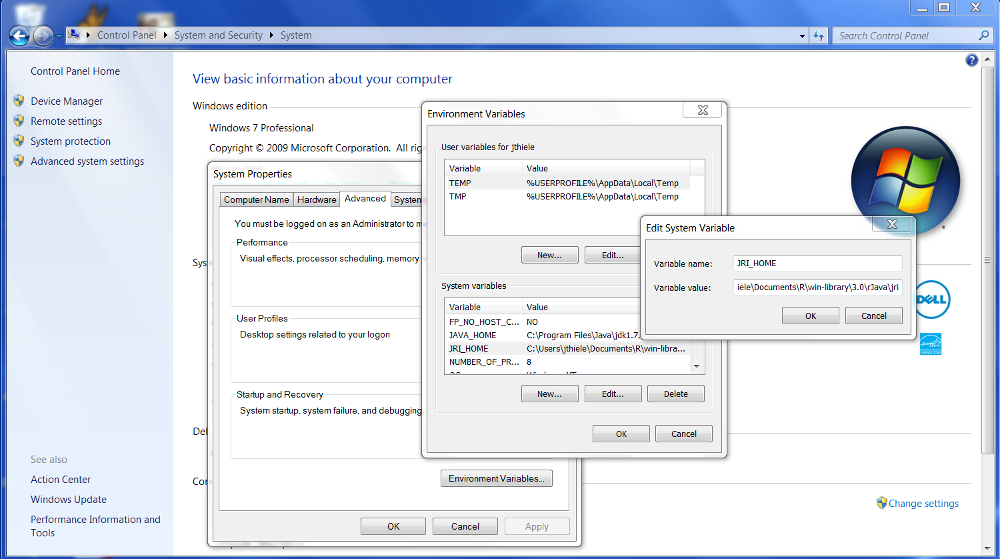 Control Panel
System and Security
System
Search Control Panel
Control Panel Home
Device Manager
Remote settings
System protection
Advanced system settings
See also
Action Center
Windows Update
Performance Information and
Tools
View basic information about your computer
Windows edition
Windows 7 Professional
Copyright © 2009 Microsoft Corporation. All rig
Sys
Del
Cor
Change settings
DELL
System Properties
Computer Name
Hardware
Advanced
System
You must be logged on as an Administrator to m
Performance
Visual effects, processor scheduling, memory
User Profiles
Desktop settings related to your logon
Startup and Recovery
System startup, system failure, and debugging
Environment Variables...
OK
Cancel
Apply
Environment Variables
User variables for jthiele
Variable Value
TEMP %USERPROFILE%\AppData\Local\Temp
TMP %USERPROFILE%\AppData\Local\Temp
New...
Edit...
System variables
Variable Value
FP_NO_HOST_C... NO
JAVA_HOME C:\Program Files\Java\jdk1.7.
JRI_HOME C:\Users\jthiele\Documents\R\win-libra...
NUMBER_OF_PR... 8
New...
Edit...
Delete
OK
Cancel
Edit System Variable
Variable name: JRI_HOME
Variable value: iele\Documents\R\win-library\3.0\rJava\jri
OK
Cancel